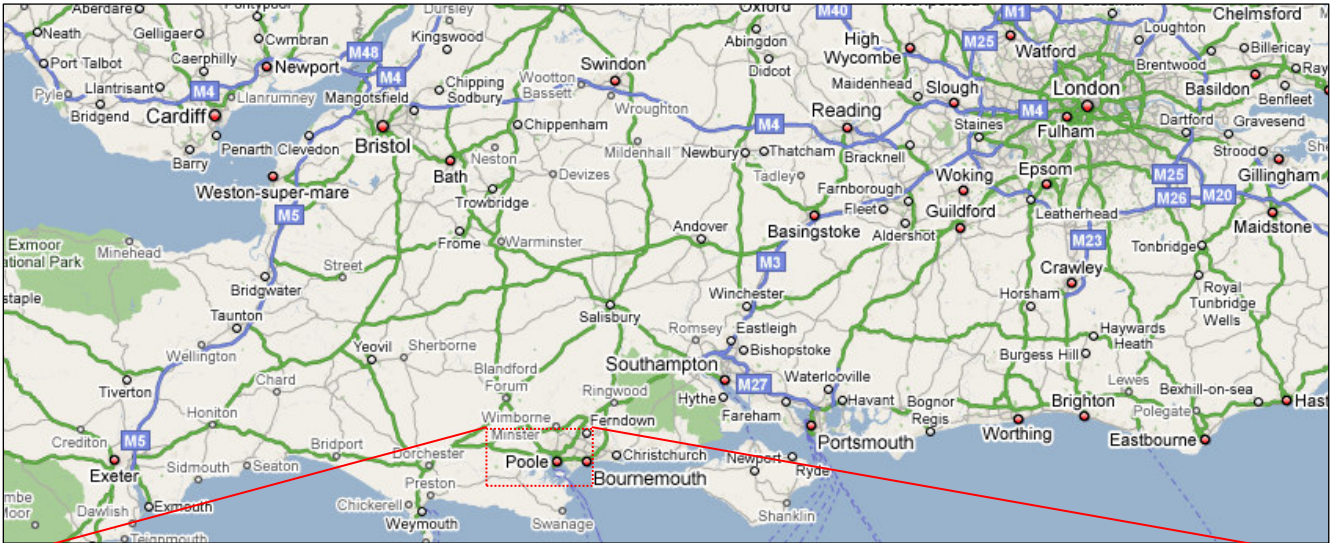 Aberdare
Pontypool
Dursley
Oxford
M40
M1
Chelmsford
Neath
Gelligaer
Cwmbran
Kingswood
Abingdon
High
Wycombe
M25
Watford
Loughton
Billericay
Port Talbot
Caerphilly
M48
Newport
M4
Didcot
Brentwood
Ray
Pyle
Llantrisant
M4
Llanrumney
Mangotsfield
Chipping
Sodbury
Wootton
Bassett
Swindon
Wroughton
Maidenhead
Slough
London
Basildon
Benfleet
Bridgend
Cardiff
Bristol
Chippenham
M4
Reading
M4
Staines
Fulham
Dartford
Gravesend
Barry
Penarth
Clevedon
Neston
Mildenhall
Newbury
Thatcham
Bracknell
Strood
She
Weston-super-mare
Bath
Devizes
Tadley
Farnborough
Woking
Epsom
M25
Gillingham
M5
Trowbridge
Fleet
Guildford
Leatherhead
M26
M20
Exmoor
ational Park
Minehead
Frome
Warminster
Andover
Basingstoke
Aldershot
M23
Tonbridge
Maidstone
Street
M3
Crawley
staple
Bridgwater
Winchester
Horsham
Royal
Tunbridge
Wells
Taunton
Salisbury
Romsey
Eastleigh
Haywards
Heath
Wellington
Yeovil
Sherborne
Bishopstoke
Burgess Hill
Tiverton
Chard
Blandford
Forum
Ringwood
Southampton
M27
Waterlooville
Lewes
Bexhill-on-sea
Hast
Honiton
Wimborne
Minster
Ferndown
Hythe
Fareham
Havant
Bognor
Regis
Brighton
Polegate
Crediton
M5
Bridport
Dorchester
Portsmouth
Worthing
Eastbourne
Exeter
Sidmouth
Seaton
Poole
Christchurch
Newport
Ryde
Preston
Bournemouth
mbe
Moor
Exmouth
Dawlish
Chickerell
Weymouth
Swanage
Shanklin
Teignmouth